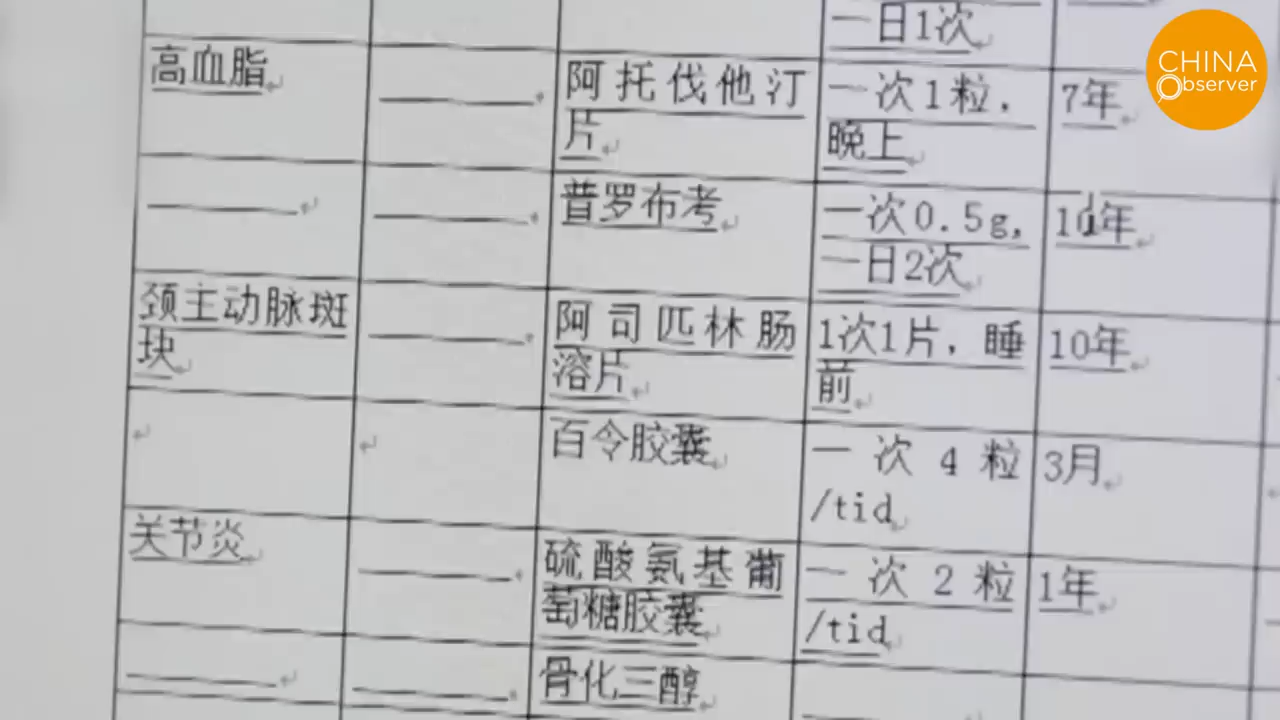 一日1次
CHINA
Observer
高血脂
阿托伐他汀
片
一次1粒，
晚上
7年
普罗布考
一次0.5g,
一日2次
颈主动脉斑
块
阿司匹林肠
溶片
1次1片，睡
前
10年
百令胶囊
一次4粒
/tid
3月
关节炎
硫酸氨基葡
萄糖胶囊
一次2粒
/tid
1年
骨化三醇